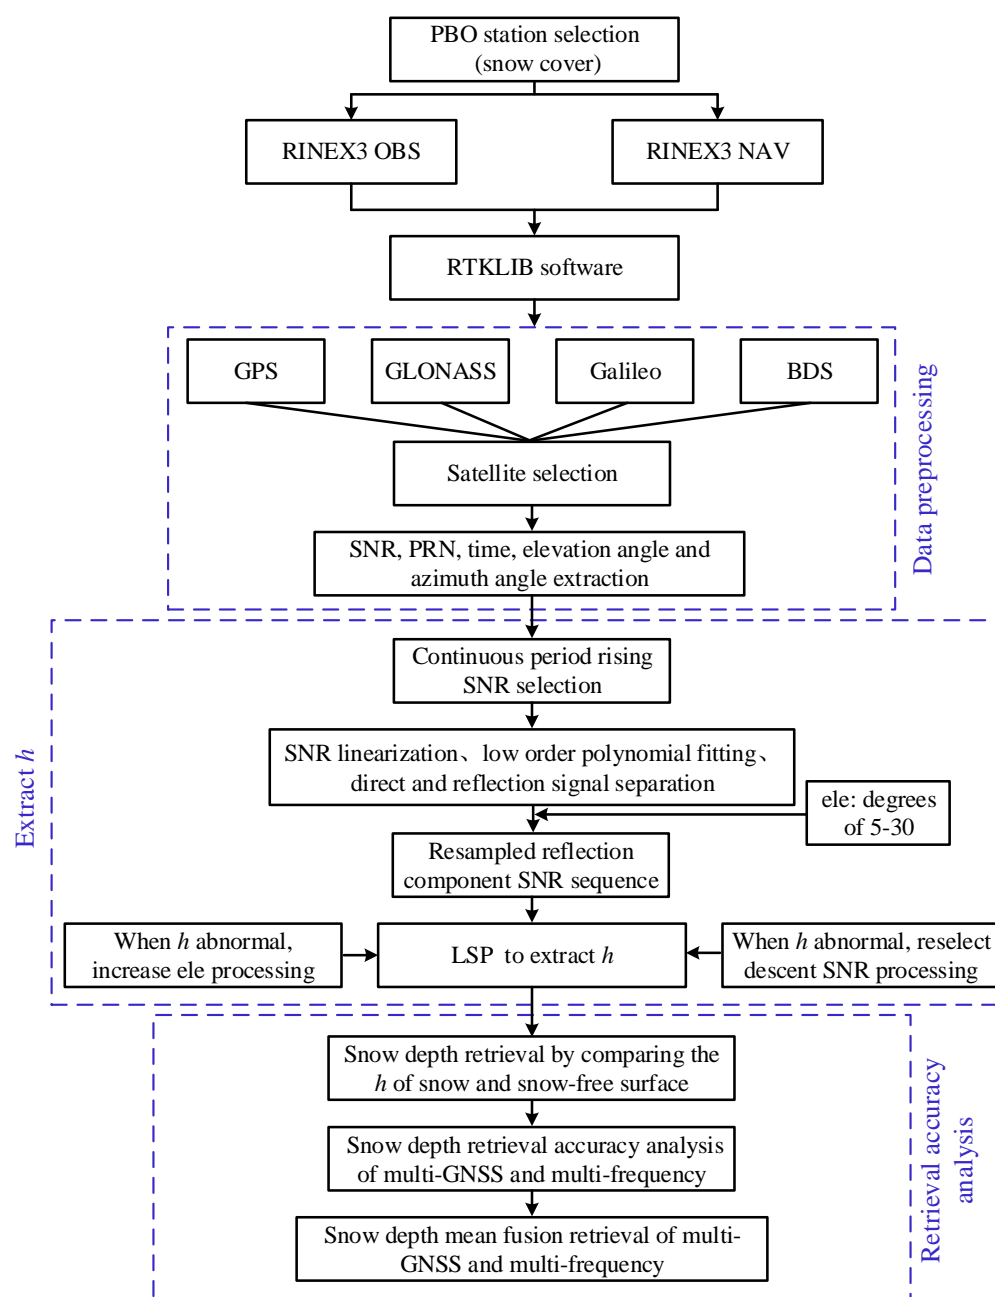 PBO station selection
(snow cover)
RINEX3 OBS
RINEX3 NAV
RTKLIB software
GPS
GLONASS
Galileo
BDS
Satellite selection
SNR, PRN, time, elevation angle and
azimuth angle extraction
Data preprocessing
Continuous period rising
SNR selection
SNR linearization、low order polynomial fitting、
direct and reflection signal separation
ele: degrees
of 5-30
Resampled reflection
component SNR sequence
When h abnormal,
increase ele processing
LSP to extract h
When h abnormal, reselect
descent SNR processing
Extract h
Snow depth retrieval by comparing the
h of snow and snow-free surface
Snow depth retrieval accuracy analysis
of multi-GNSS and multi-frequency
Snow depth mean fusion retrieval of multi-
GNSS and multi-frequency
Retrieval accuracy
analysis